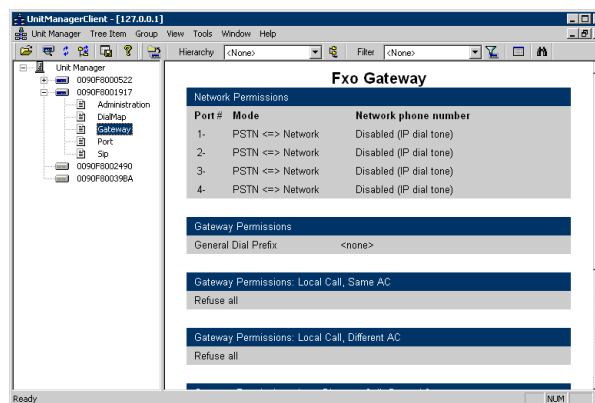 UnitManagerClient - [127.0.0.1]
Unit Manager Tree Item Group View Tools Window Help
Hierarchy <None> Filter <None>
Unit Manager
0090F8000522
0090F8001917
Administration
DialMap
Gateway
Port
Sip
0090F8002490
0090F80039BA
Fxo Gateway
Network Permissions
Port # Mode Network phone number
1- PSTN <=> Network Disabled (IP dial tone)
2- PSTN <=> Network Disabled (IP dial tone)
3- PSTN <=> Network Disabled (IP dial tone)
4- PSTN <=> Network Disabled (IP dial tone)
Gateway Permissions
General Dial Prefix <none>
Gateway Permissions: Local Call, Same AC
Refuse all
Gateway Permissions: Local Call, Different AC
Refuse all
Ready NUM